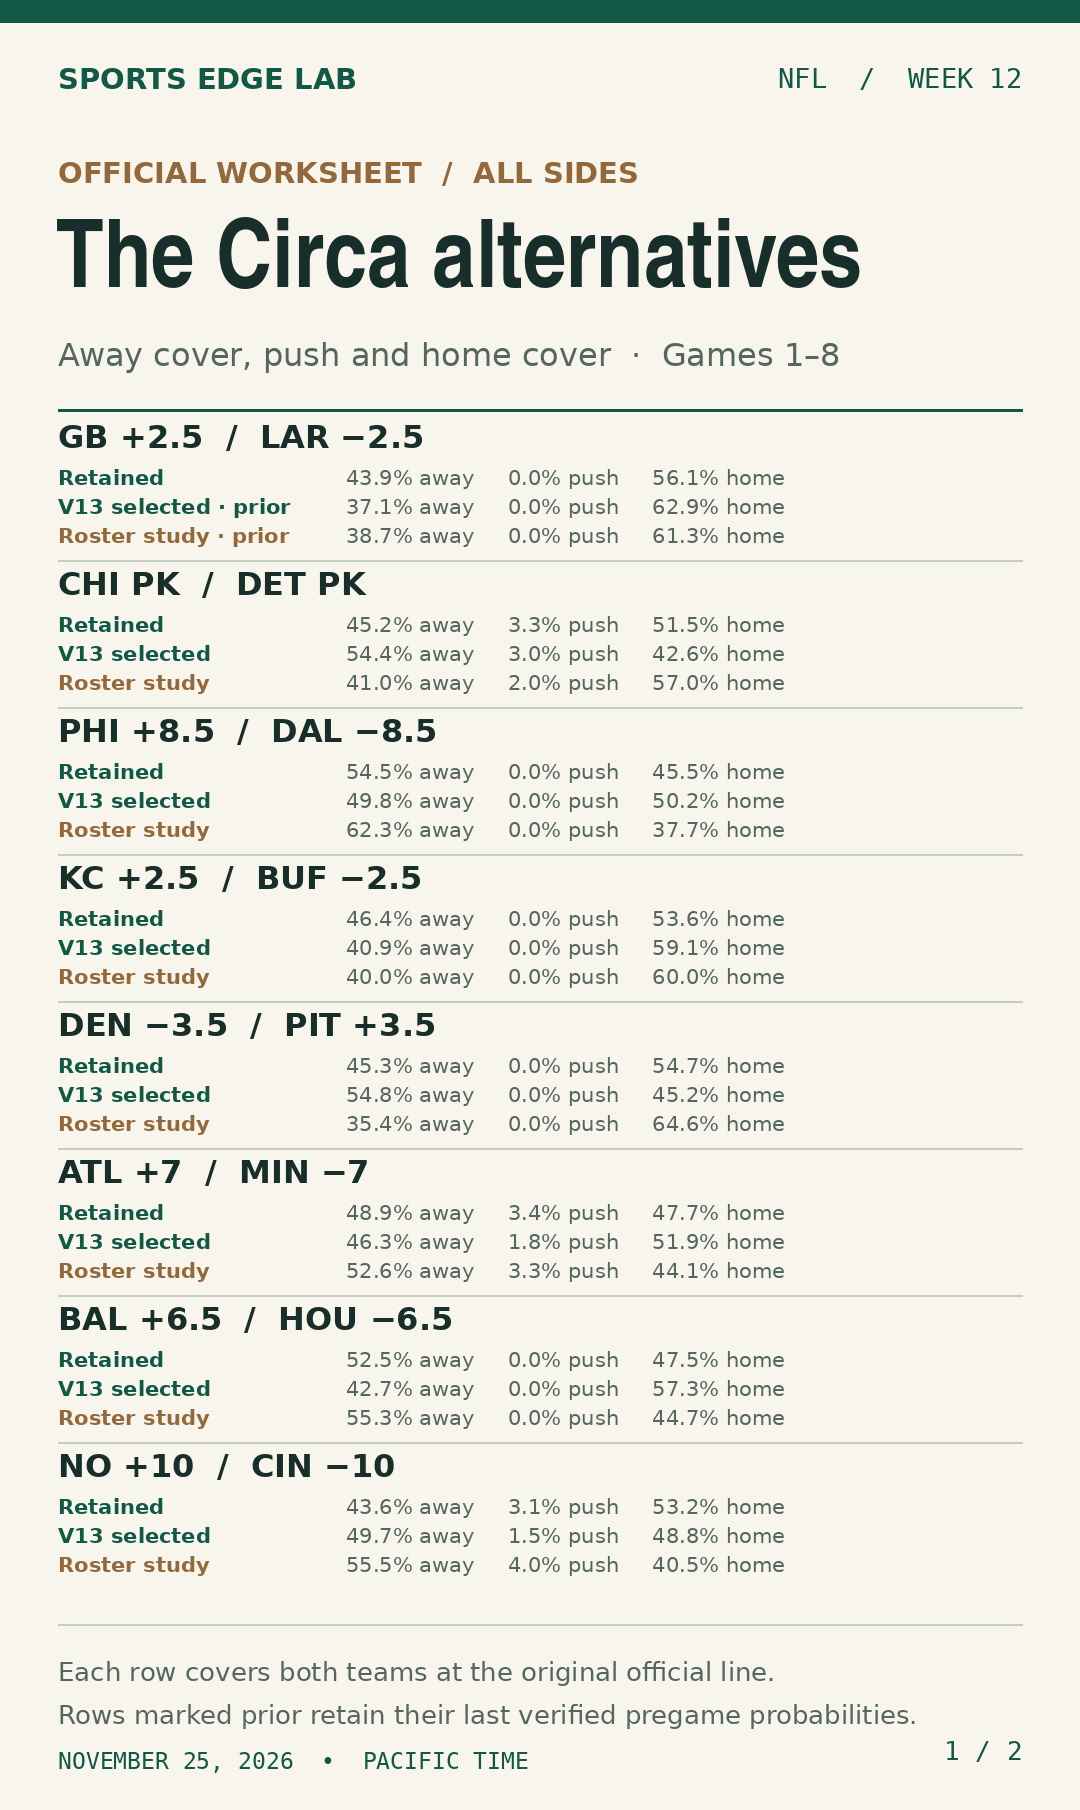 SPORTS EDGE LAB
NFL / WEEK 12
OFFICIAL WORKSHEET / ALL SIDES
The Circa alternatives
Away cover, push and home cover · Games 1–8
GB +2.5 / LAR −2.5
Retained 43.9% away 0.0% push 56.1% home
V13 selected · prior 37.1% away 0.0% push 62.9% home
Roster study · prior 38.7% away 0.0% push 61.3% home
CHI PK / DET PK
Retained 45.2% away 3.3% push 51.5% home
V13 selected 54.4% away 3.0% push 42.6% home
Roster study 41.0% away 2.0% push 57.0% home
PHI +8.5 / DAL −8.5
Retained 54.5% away 0.0% push 45.5% home
V13 selected 49.8% away 0.0% push 50.2% home
Roster study 62.3% away 0.0% push 37.7% home
KC +2.5 / BUF −2.5
Retained 46.4% away 0.0% push 53.6% home
V13 selected 40.9% away 0.0% push 59.1% home
Roster study 40.0% away 0.0% push 60.0% home
DEN −3.5 / PIT +3.5
Retained 45.3% away 0.0% push 54.7% home
V13 selected 54.8% away 0.0% push 45.2% home
Roster study 35.4% away 0.0% push 64.6% home
ATL +7 / MIN −7
Retained 48.9% away 3.4% push 47.7% home
V13 selected 46.3% away 1.8% push 51.9% home
Roster study 52.6% away 3.3% push 44.1% home
BAL +6.5 / HOU −6.5
Retained 52.5% away 0.0% push 47.5% home
V13 selected 42.7% away 0.0% push 57.3% home
Roster study 55.3% away 0.0% push 44.7% home
NO +10 / CIN −10
Retained 43.6% away 3.1% push 53.2% home
V13 selected 49.7% away 1.5% push 48.8% home
Roster study 55.5% away 4.0% push 40.5% home
Each row covers both teams at the original official line.
Rows marked prior retain their last verified pregame probabilities.
NOVEMBER 25, 2026 • PACIFIC TIME
1 / 2